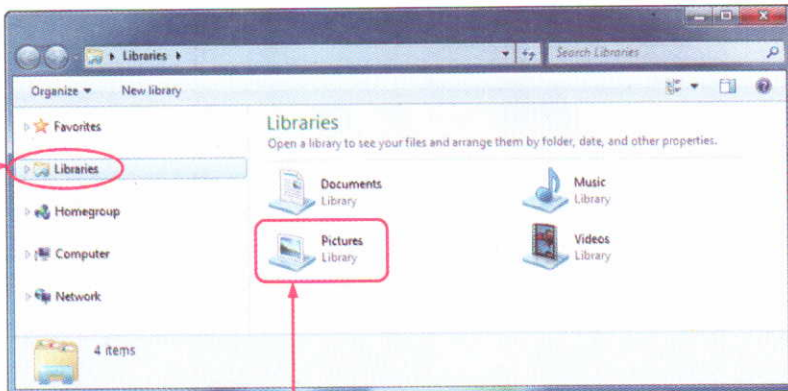 Libraries
Search Libraries
Organize
New library
Favorites
Libraries
Homegroup
Computer
Network
Libraries
Open a library to see your files and arrange them by folder, date, and other properties.
Documents
Library
Music
Library
Pictures
Library
Videos
Library
4 items